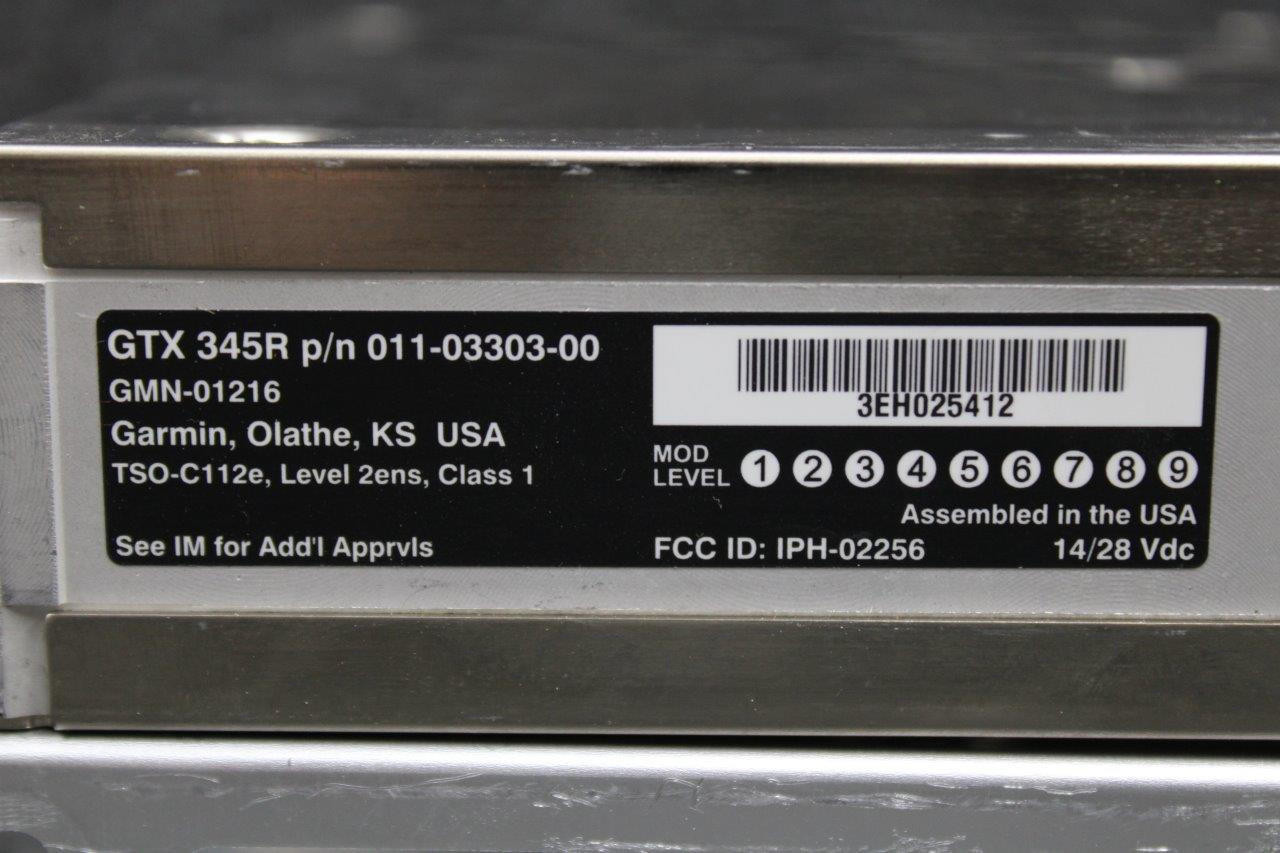 GTX 345R p/n 011-03303-00
GMN-01216
Garmin, Olathe, KS USA
TSO-C112e, Level 2ens, Class 1
See IM for Add'l Apprvls
3EH025412
MOD
LEVEL 1 2 3 4 5 6 7 8 9
Assembled in the USA
FCC ID: IPH-02256 14/28 Vdc